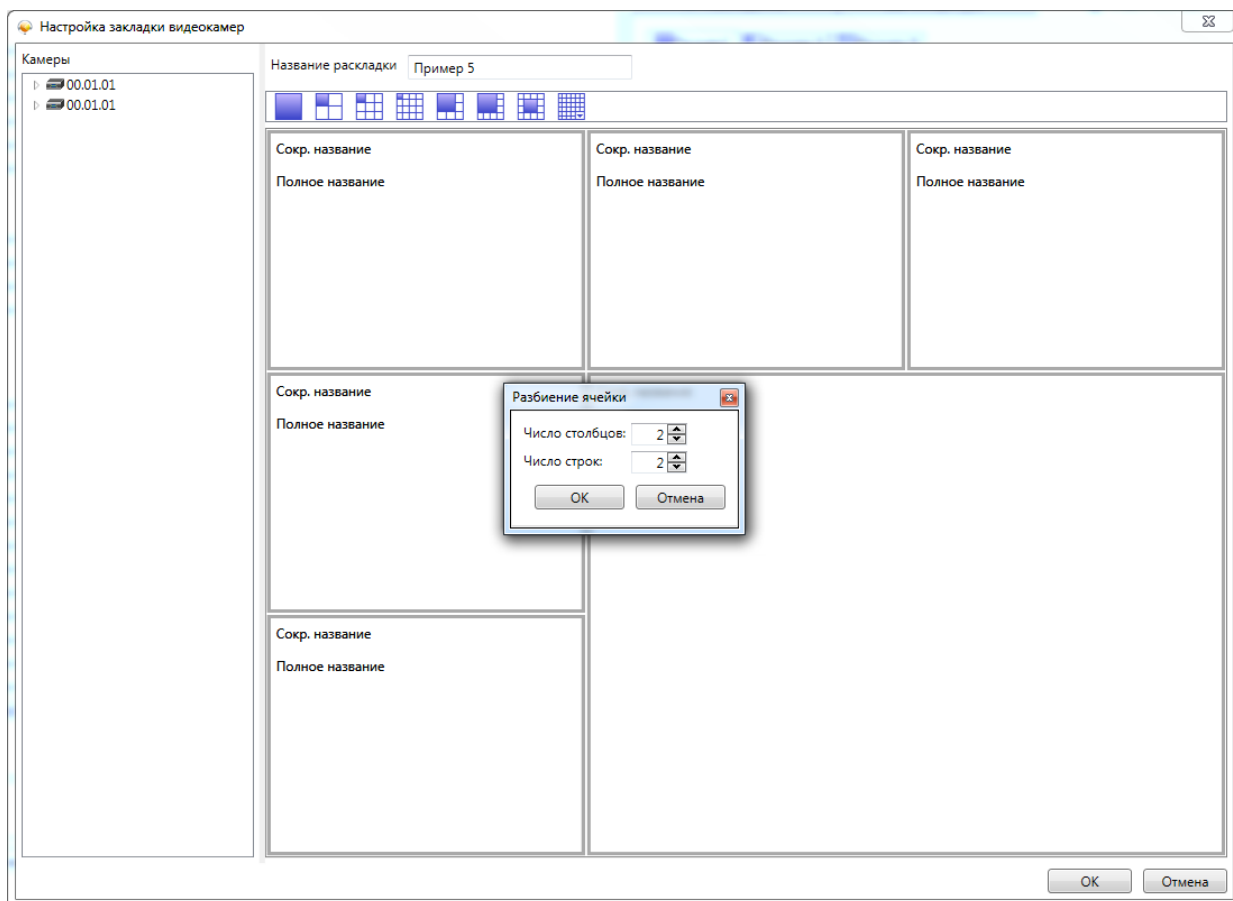 Настройка закладки видеокамер
Камеры
00.01.01
00.01.01
Название раскладки Пример 5
Сокр. название Сокр. название Сокр. название
Полное название Полное название Полное название
Сокр. название
Полное название
Разбиение ячейки
Число столбцов: 2
Число строк: 2
OK Отмена
Сокр. название
Полное название
OK Отмена